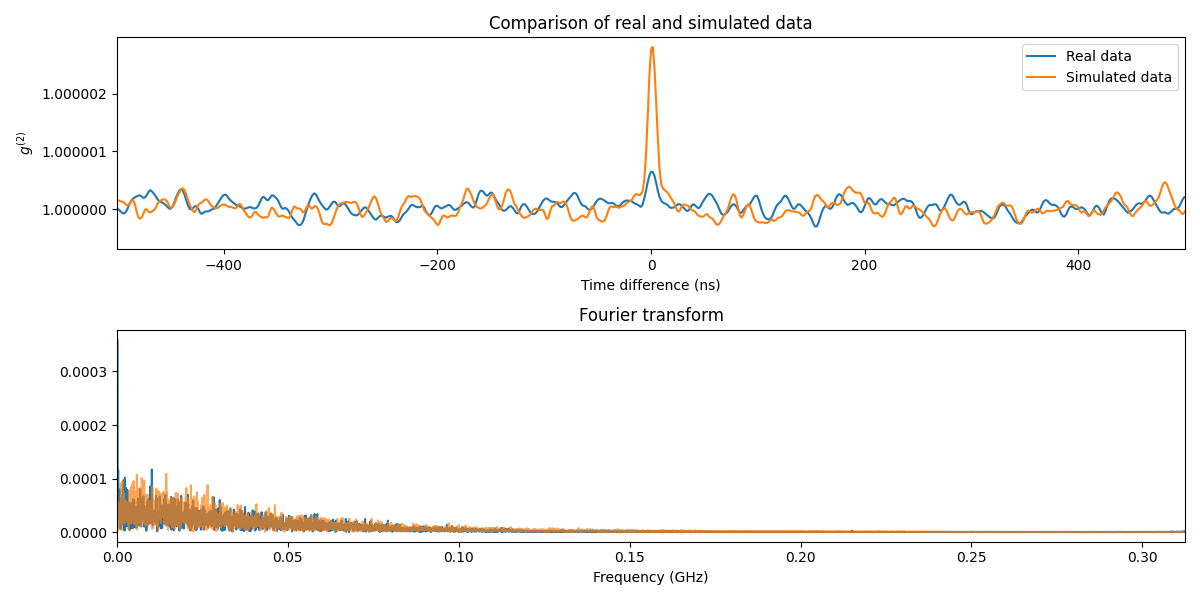 Comparison of real and simulated data
Real data
Simulated data
1.000002
1.000001
1.000000
g^{(2)}
−400
−200
0
200
400
Time difference (ns)
Fourier transform
0.0003
0.0002
0.0001
0.0000
0.00
0.05
0.10
0.15
0.20
0.25
0.30
Frequency (GHz)